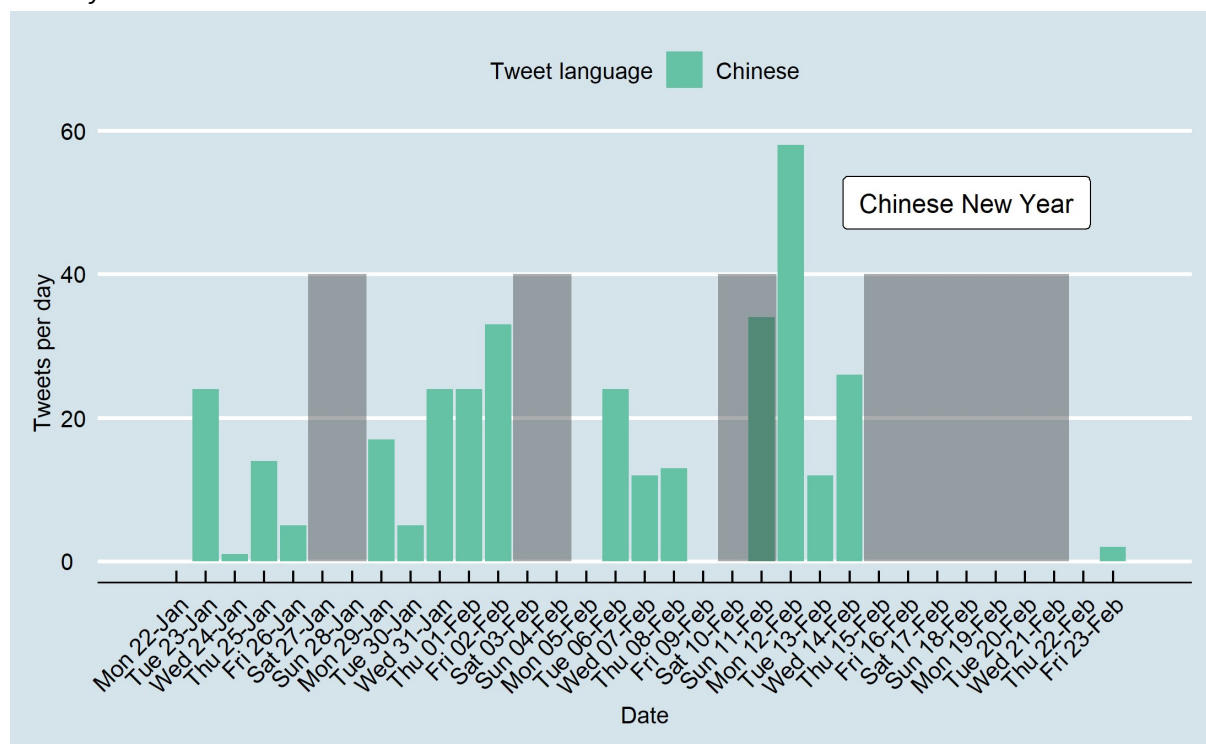 Tweet language Chinese
60
Chinese New Year
40
Tweets per day
20
0
Mon 22-Jan
Tue 23-Jan
Wed 24-Jan
Thu 25-Jan
Fri 26-Jan
Sat 27-Jan
Sun 28-Jan
Mon 29-Jan
Tue 30-Jan
Wed 31-Jan
Thu 01-Feb
Fri 02-Feb
Sat 03-Feb
Sun 04-Feb
Mon 05-Feb
Tue 06-Feb
Wed 07-Feb
Thu 08-Feb
Fri 09-Feb
Sat 10-Feb
Sun 11-Feb
Mon 12-Feb
Tue 13-Feb
Wed 14-Feb
Thu 15-Feb
Fri 16-Feb
Sat 17-Feb
Sun 18-Feb
Mon 19-Feb
Tue 20-Feb
Wed 21-Feb
Thu 22-Feb
Fri 23-Feb
Date